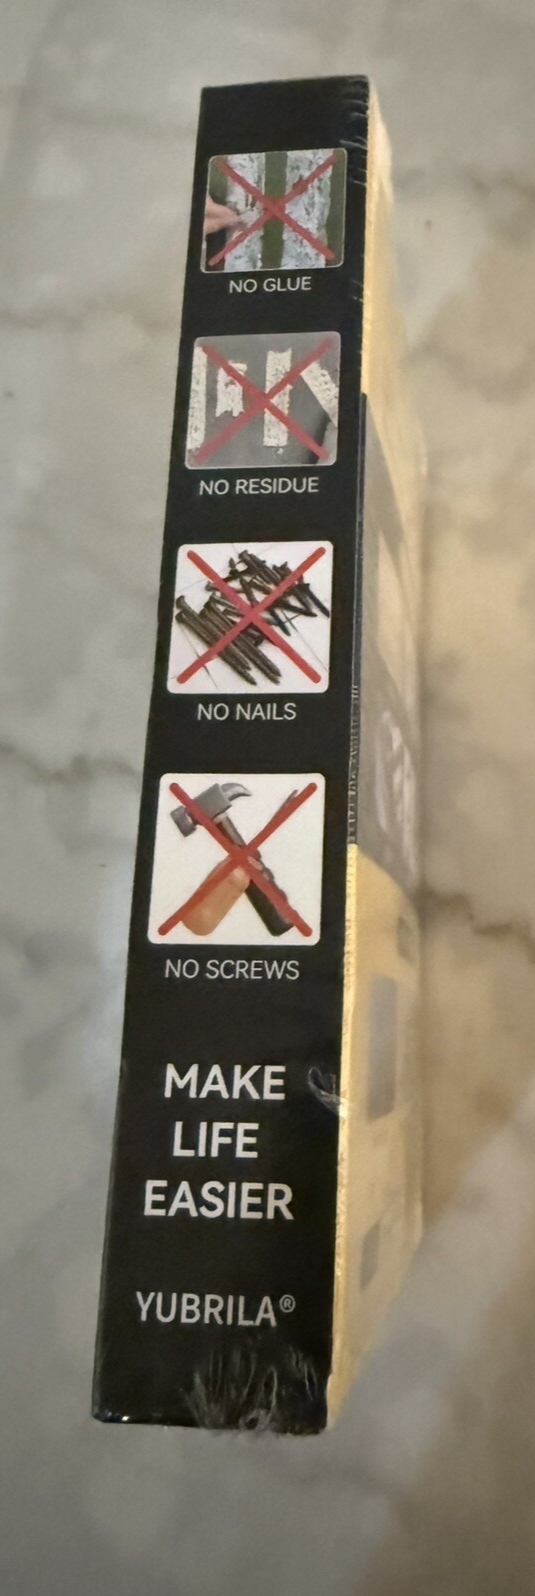 NO GLUE
NO RESIDUE
NO NAILS
NO SCREWS
MAKE
LIFE
EASIER
YUBRILA®